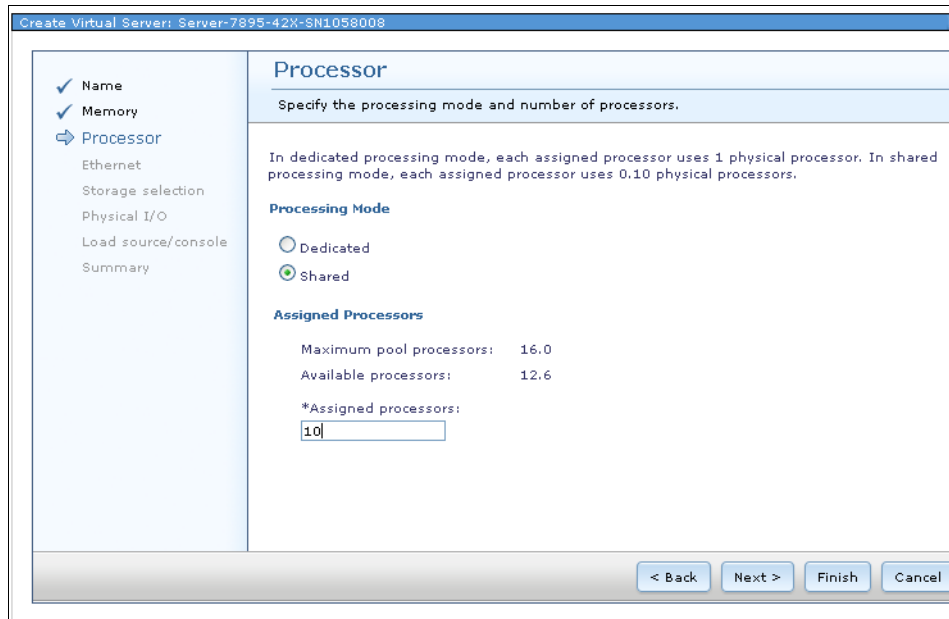 Create Virtual Server: Server-7895-42X-SN1058008
Name
Memory
Processor
Ethernet
Storage selection
Physical I/O
Load source/console
Summary
Processor
Specify the processing mode and number of processors.
In dedicated processing mode, each assigned processor uses 1 physical processor. In shared
processing mode, each assigned processor uses 0.10 physical processors.
Processing Mode
Dedicated
Shared
Assigned Processors
Maximum pool processors: 16.0
Available processors: 12.6
*Assigned processors:
10
< Back Next > Finish Cancel